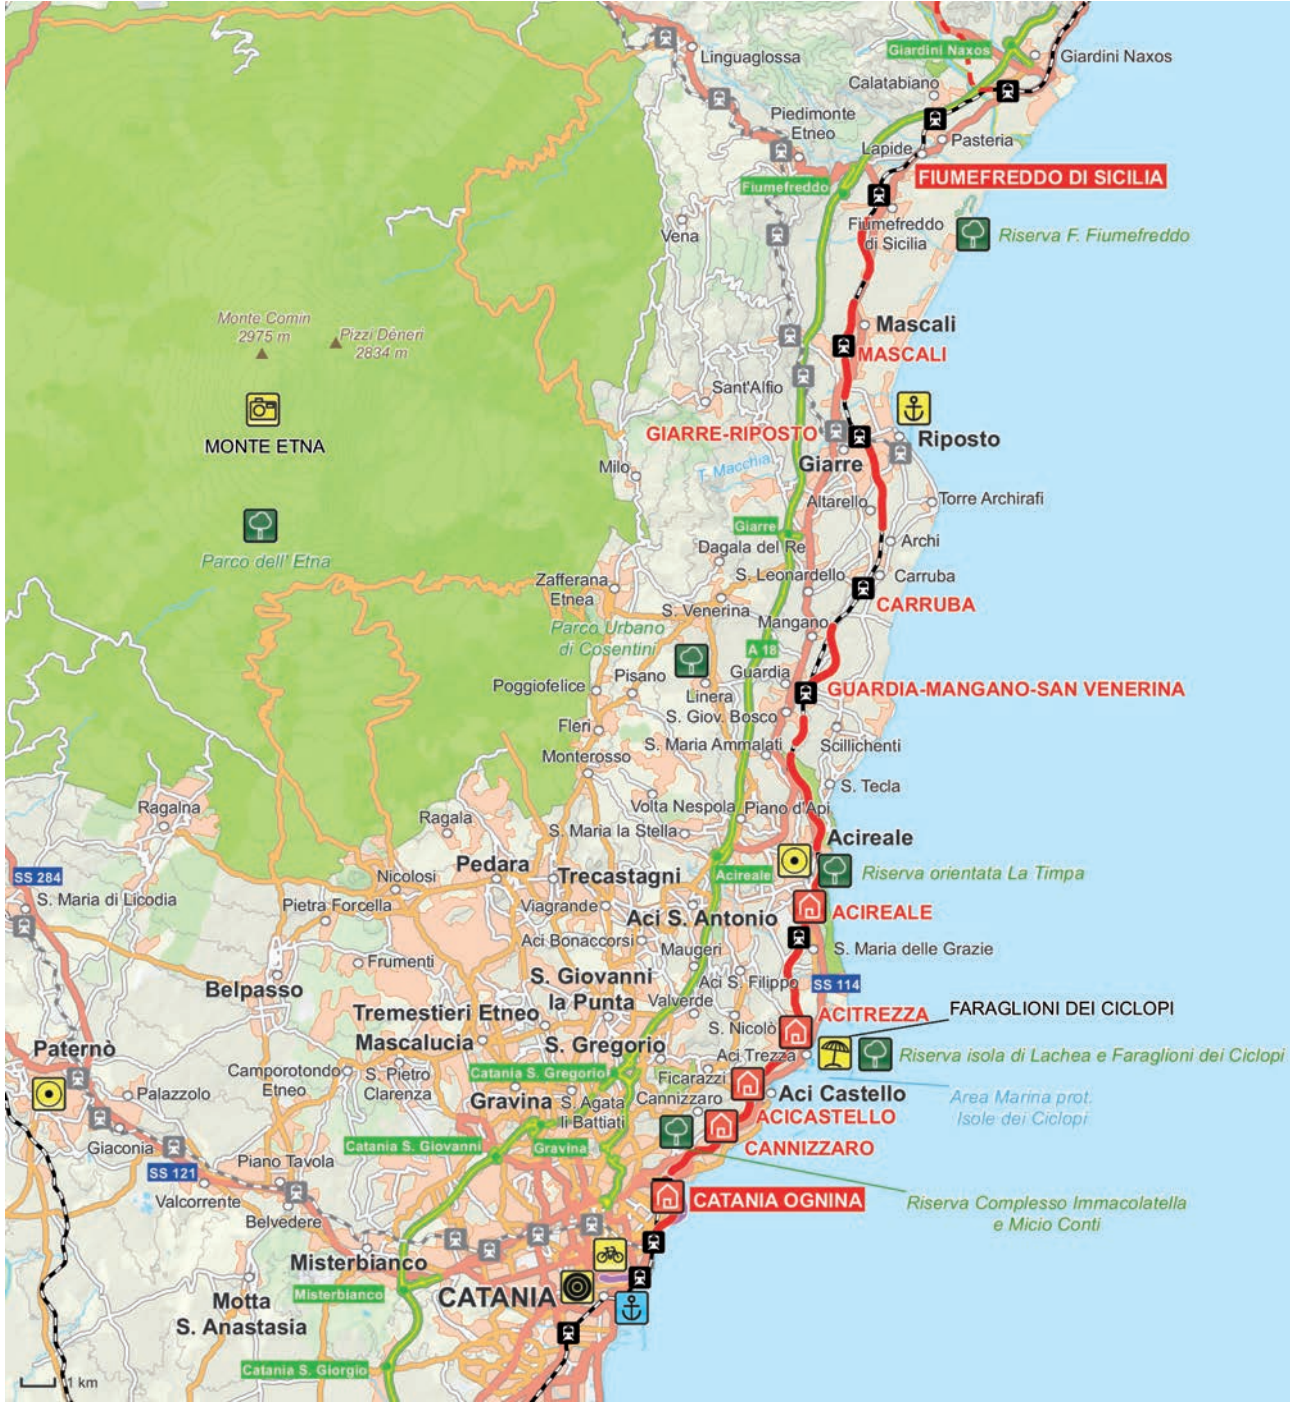 Linguaglossa
Giardini Naxos
Giardini Naxos
Calatabiano
Piedimonte
Etneo
Pasteria
Lapide
FIUMEFREDDO DI SICILIA
Fiumefreddo
Fiumefreddo
di Sicilia
Vena
Riserva F. Fiumefreddo
Monte Comin
2975 m
Pizzi Dèneri
2834 m
Mascali
MASCALI
Sant'Alfio
MONTE ETNA
GIARRE-RIPOSTO
Riposto
Giarre
Milo
T. Macchia
Altarello
Torre Archirafi
Giarre
Archi
Dagala del Re
Parco dell' Etna
S. Leonardello
Carruba
Zafferana
Etnea
CARRUBA
S. Venerina
Mangano
Parco Urbano
di Cosentini
A 18
Guardia
Pisano
Poggiofelice
Linera
GUARDIA-MANGANO-SAN VENERINA
S. Giov. Bosco
Fleri
S. Maria Ammalati
Scillichenti
Monterosso
S. Tecla
Ragalna
Volta Nespola
Piano d'Api
Ragala
S. Maria la Stella
Acireale
Pedara
Trecastagni
Acireale
Riserva orientata La Timpa
SS 284
Nicolosi
S. Maria di Licodia
Pietra Forcella
Viagrande
Aci S. Antonio
ACIREALE
Aci Bonaccorsi
Maugeri
S. Maria delle Grazie
Frumenti
S. Giovanni
la Punta
Aci S. Filippo
SS 114
Belpasso
Valverde
Tremestieri Etneo
ACITREZZA
FARAGLIONI DEI CICLOPI
S. Nicolò
Mascalucia
S. Gregorio
Paternò
Aci Trezza
Riserva isola di Lachea e Faraglioni dei Ciclopi
Camporotondo
Etneo
S. Pietro
Clarenza
Catania S. Gregorio
Ficarazzi
Palazzolo
Aci Castello
Area Marina prot.
Isole dei Ciclopi
Gravina
S. Agata
li Battiati
Cannizzaro
ACICASTELLO
Giaconia
Catania S. Giovanni
Gravina
CANNIZZARO
Piano Tavola
SS 121
Valcorrente
CATANIA OGNINA
Riserva Complesso Immacolatella
e Micio Conti
Belvedere
Misterbianco
Misterbianco
CATANIA
Motta
S. Anastasia
Catania S. Giorgio
1 km